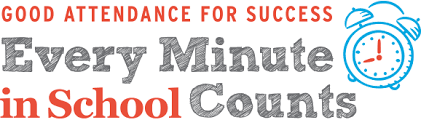 GOOD ATTENDANCE FOR SUCCESS
Every Minute
in School Counts